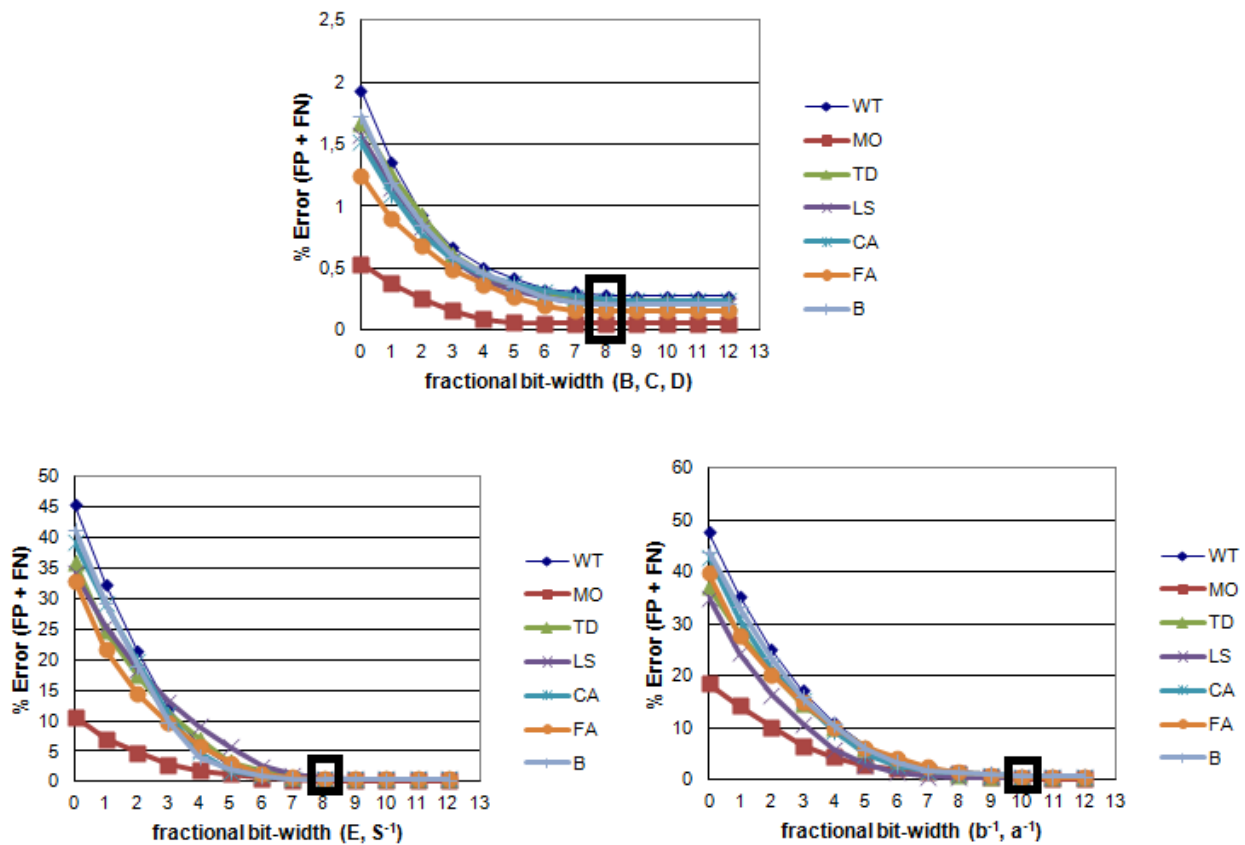 2,5
2
1,5
1
0,5
0
% Error (FP + FN)
0 1 2 3 4 5 6 7 8 9 10 11 12 13
fractional bit-width (B, C, D)
WT
MO
TD
LS
CA
FA
B
50
45
40
35
30
25
20
15
10
5
0
% Error (FP + FN)
0 1 2 3 4 5 6 7 8 9 10 11 12 13
fractional bit-width (E, S⁻¹)
WT
MO
TD
LS
CA
FA
B
60
50
40
30
20
10
0
% Error (FP + FN)
0 1 2 3 4 5 6 7 8 9 10 11 12 13
fractional bit-width (b⁻¹, a⁻¹)
WT
MO
TD
LS
CA
FA
B